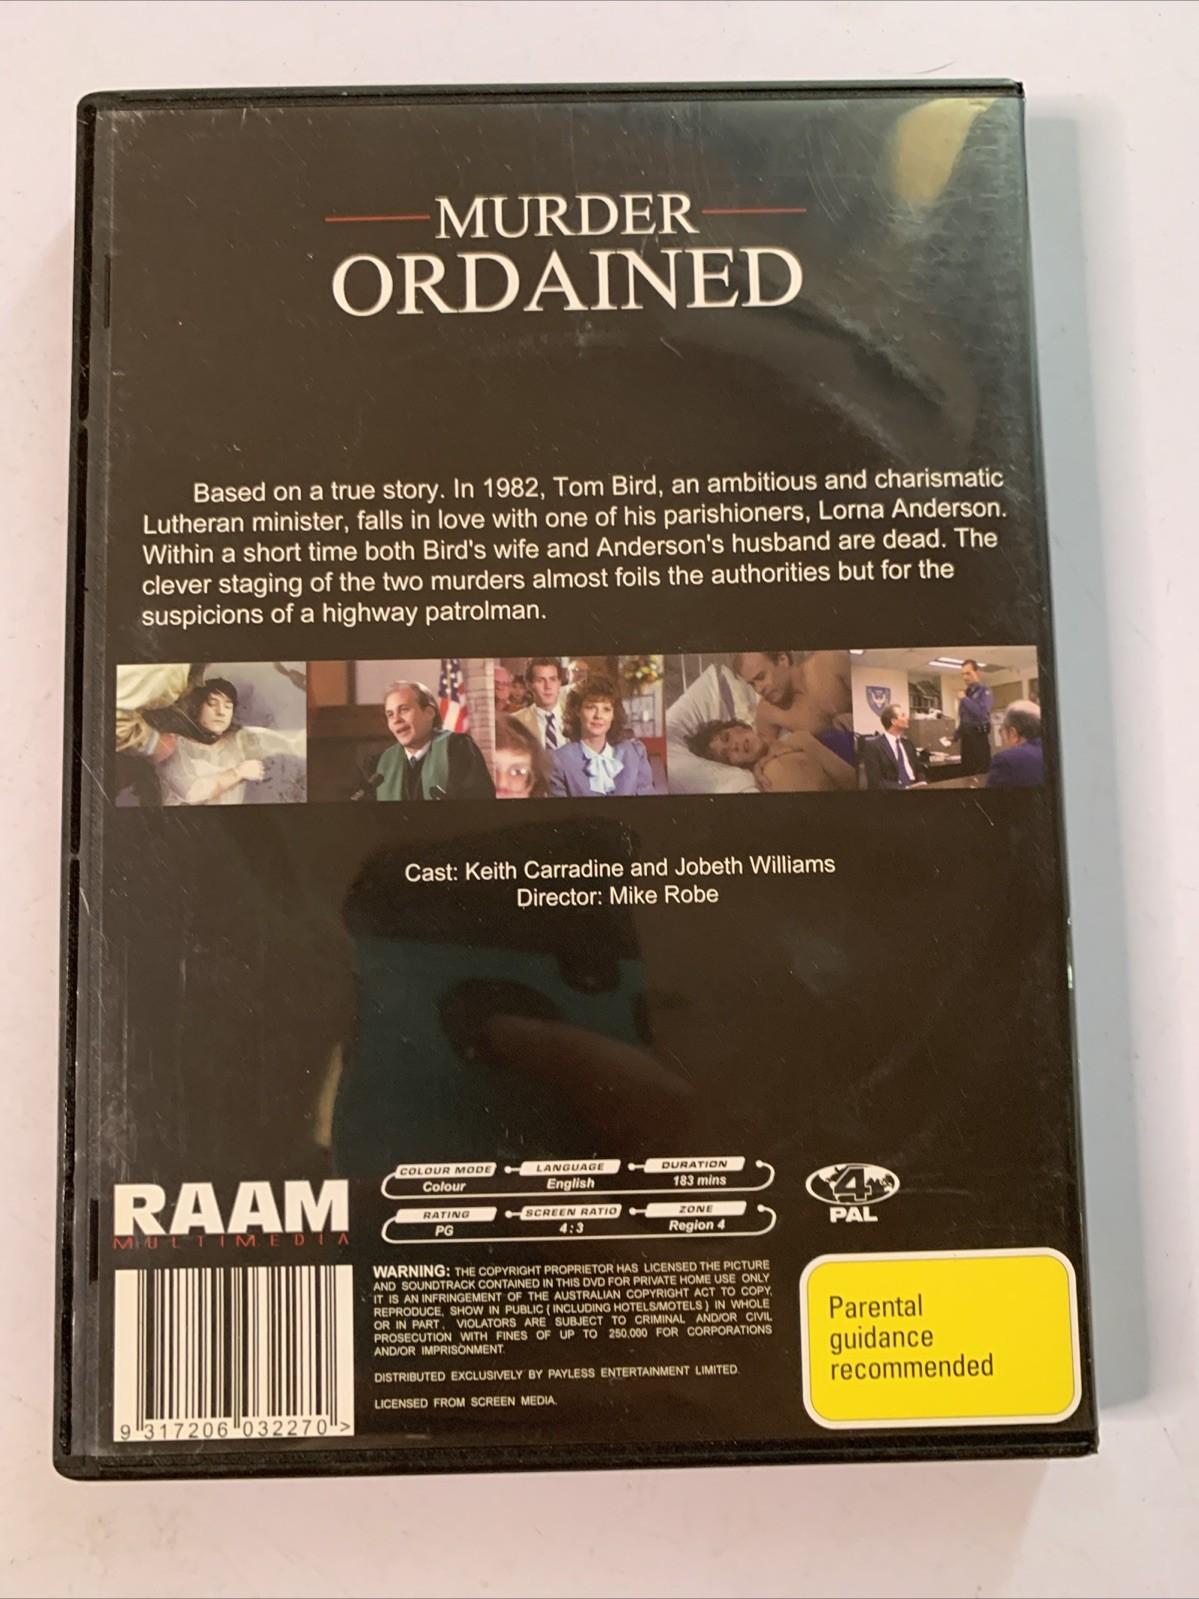 MURDER
ORDAINED
Based on a true story. In 1982, Tom Bird, an ambitious and charismatic
Lutheran minister, falls in love with one of his parishioners, Lorna Anderson.
Within a short time both Bird's wife and Anderson's husband are dead. The
clever staging of the two murders almost foils the authorities but for the
suspicions of a highway patrolman.
Cast: Keith Carradine and Jobeth Williams
Director: Mike Robe
RAAM
MULTIMEDIA
COLOUR MODE LANGUAGE DURATION
Colour English 183 mins
RATING SCREEN RATIO ZONE
PG 4:3 Region 4
4
PAL
WARNING: THE COPYRIGHT PROPRIETOR HAS LICENSED THE PICTURE
AND SOUNDTRACK CONTAINED IN THIS DVD FOR PRIVATE HOME USE ONLY
IT IS AN INFRINGEMENT OF THE AUSTRALIAN COPYRIGHT ACT TO COPY,
REPRODUCE, SHOW IN PUBLIC ( INCLUDING HOTELS/MOTELS ) IN WHOLE
OR IN PART. VIOLATORS ARE SUBJECT TO CRIMINAL AND/OR CIVIL
PROSECUTION WITH FINES OF UP TO 250,000 FOR CORPORATIONS
AND/OR IMPRISONMENT.
DISTRIBUTED EXCLUSIVELY BY PAYLESS ENTERTAINMENT LIMITED.
LICENSED FROM SCREEN MEDIA.
9 317206 032270 >
Parental
guidance
recommended